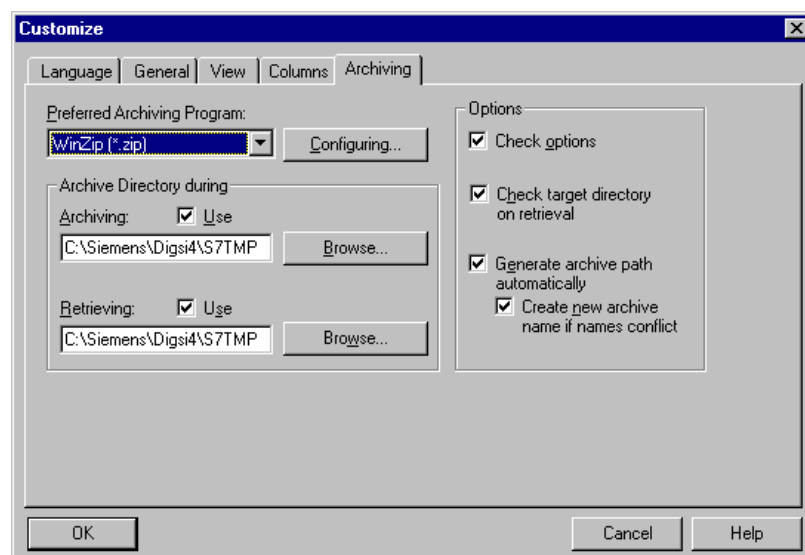 Customize
Language
General
View
Columns
Archiving
Preferred Archiving Program:
WinZip (*.zip)
Configuring...
Archive Directory during
Archiving:
Use
C:\Siemens\Digsi4\S7TMP
Browse...
Retrieving:
Use
C:\Siemens\Digsi4\S7TMP
Browse...
Options
Check options
Check target directory
on retrieval
Generate archive path
automatically
Create new archive
name if names conflict
OK
Cancel
Help